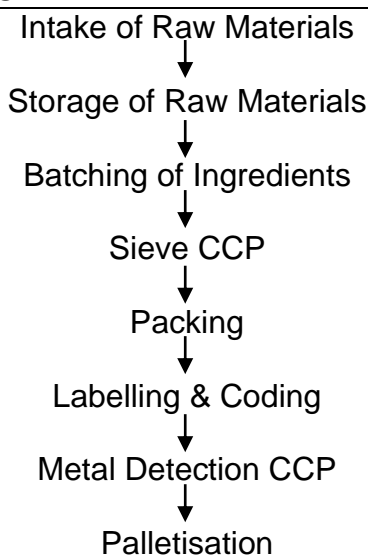 Intake of Raw Materials
Storage of Raw Materials
Batching of Ingredients
Sieve CCP
Packing
Labelling & Coding
Metal Detection CCP
Palletisation